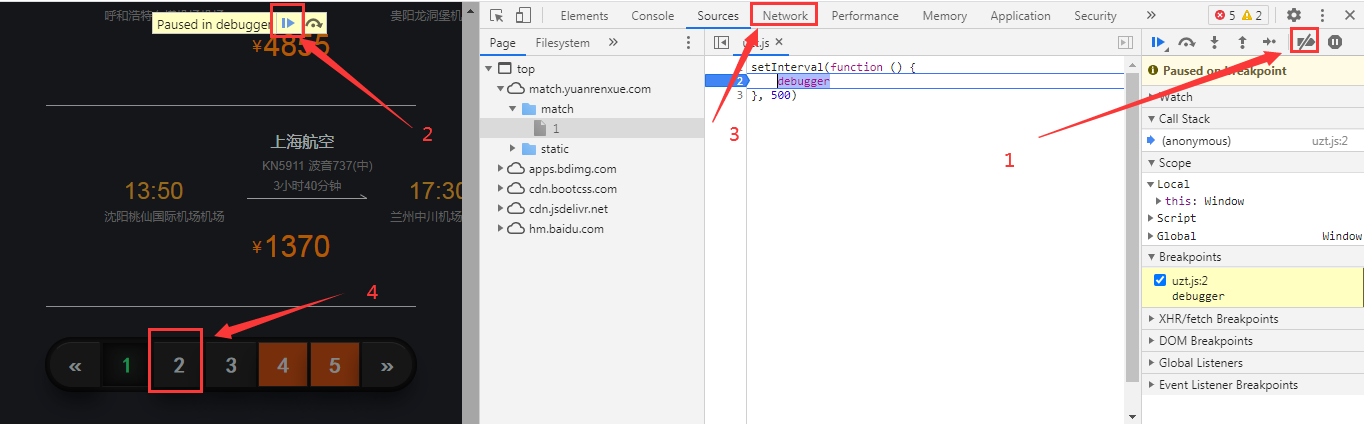 呼和浩特白塔机场机场
贵阳龙洞堡机
Paused in debugger
¥4855
2
上海航空
KN5911 波音737(中)
3小时40分钟
13:50
17:30
沈阳桃仙国际机场机场
兰州中川机场
¥1370
4
« 1 2 3 4 5 »
Elements Console Sources Network Performance Memory Application Security » 5 2
Page Filesystem »
top
match.yuanrenxue.com
match
1
static
apps.bdimg.com
cdn.bootcss.com
cdn.jsdelivr.net
hm.baidu.com
uzt.js ×
setInterval(function () {
2 debugger
3 }, 500)
3
1
Paused on breakpoint
Watch
Call Stack
(anonymous) uzt.js:2
Scope
Local
this: Window
Script
Global Window
Breakpoints
uzt.js:2
debugger
XHR/fetch Breakpoints
DOM Breakpoints
Global Listeners
Event Listener Breakpoints